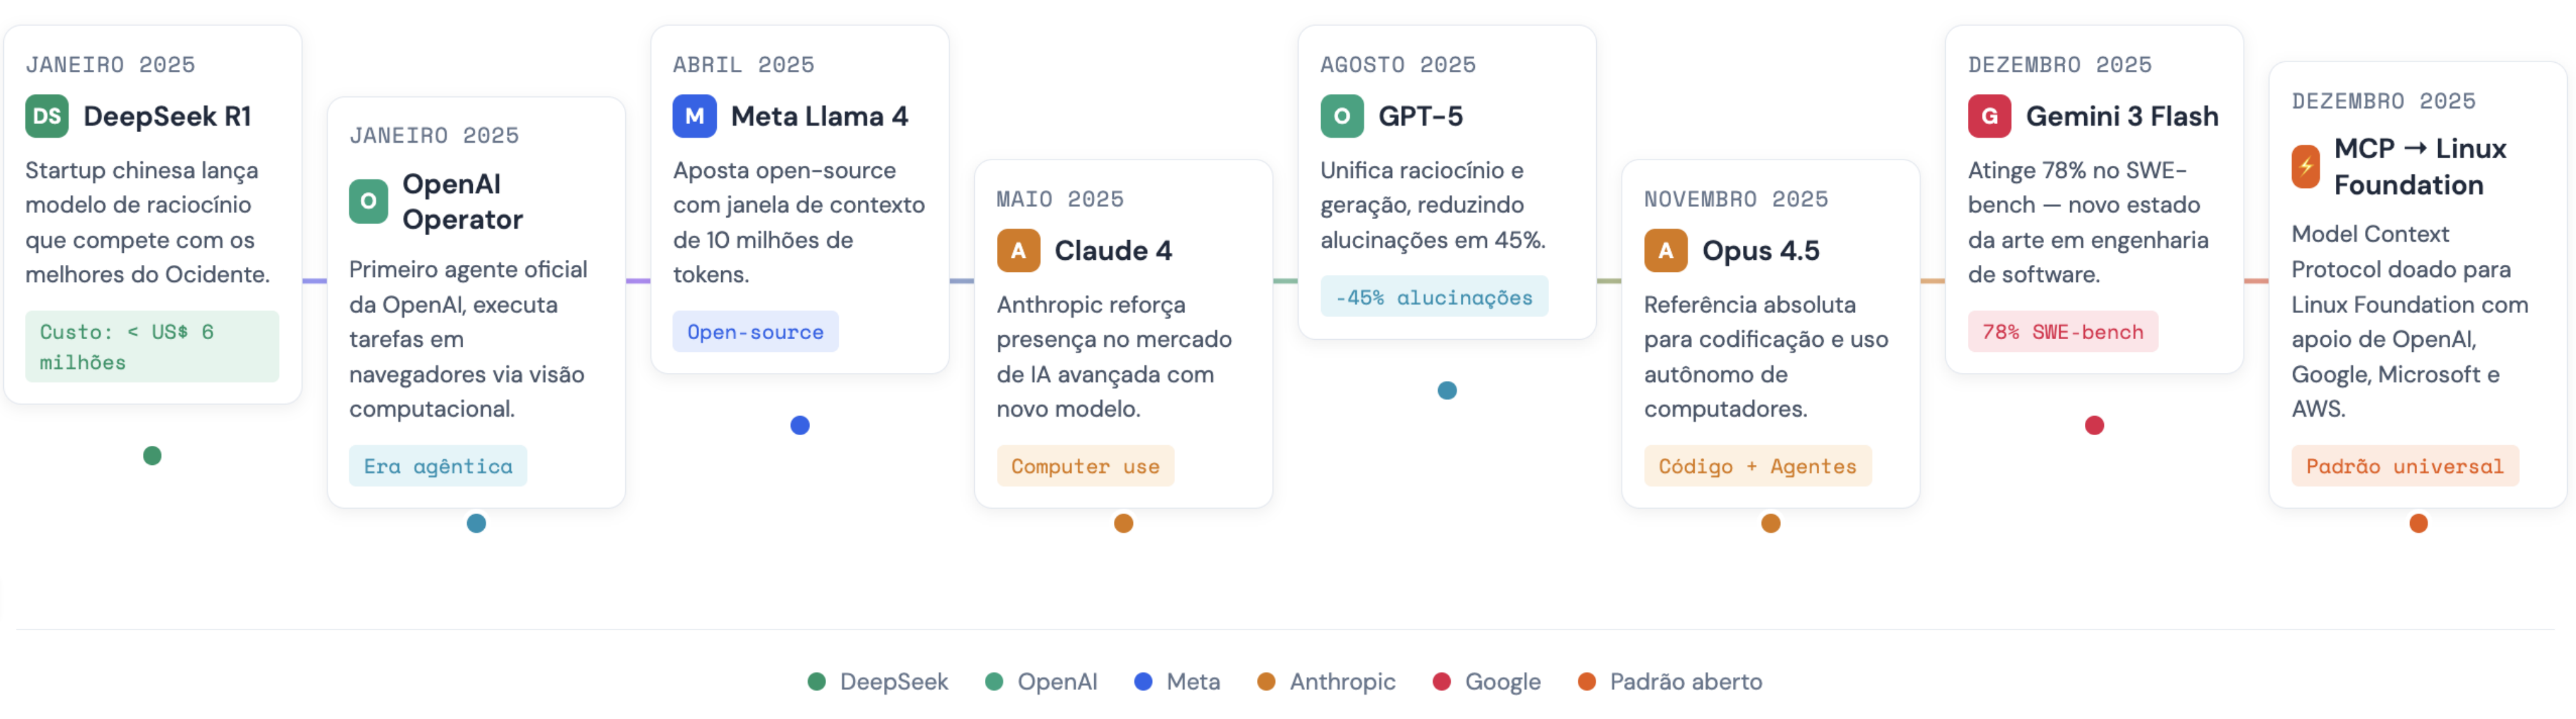 JANEIRO 2025
DS DeepSeek R1
Startup chinesa lança
modelo de raciocínio
que compete com os
melhores do Ocidente.
Custo: < US$ 6
milhões
JANEIRO 2025
O OpenAI
Operator
Primeiro agente oficial
da OpenAI, executa
tarefas em
navegadores via visão
computacional.
Era agêntica
ABRIL 2025
M Meta Llama 4
Aposta open-source
com janela de contexto
de 10 milhões de
tokens.
Open-source
MAIO 2025
A Claude 4
Anthropic reforça
presença no mercado
de IA avançada com
novo modelo.
Computer use
AGOSTO 2025
O GPT-5
Unifica raciocínio e
geração, reduzindo
alucinações em 45%.
-45% alucinações
NOVEMBRO 2025
A Opus 4.5
Referência absoluta
para codificação e uso
autônomo de
computadores.
Código + Agentes
DEZEMBRO 2025
G Gemini 3 Flash
Atinge 78% no SWE-
bench — novo estado
da arte em engenharia
de software.
78% SWE-bench
DEZEMBRO 2025
⚡ MCP → Linux
Foundation
Model Context
Protocol doado para
Linux Foundation com
apoio de OpenAI,
Google, Microsoft e
AWS.
Padrão universal
DeepSeek OpenAI Meta Anthropic Google Padrão aberto